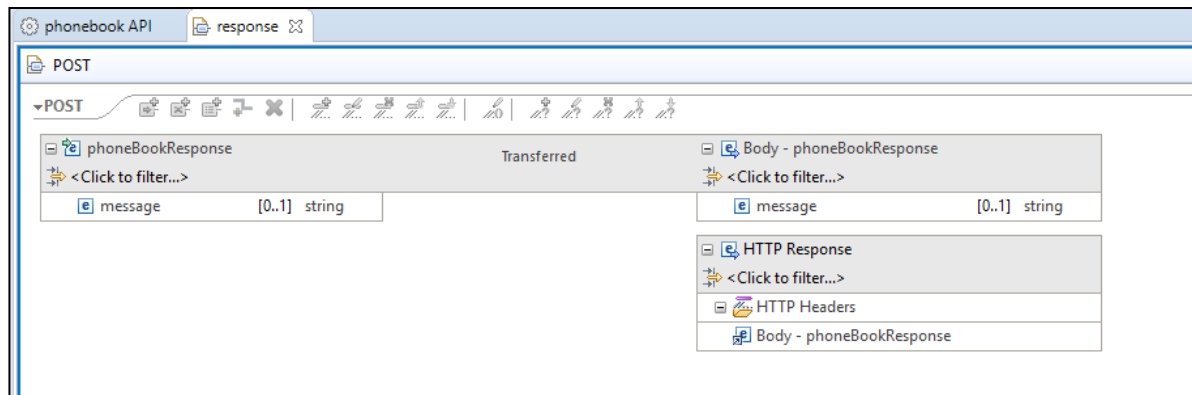 phonebook API response
POST
POST
phoneBookResponse Transferred Body - phoneBookResponse
<Click to filter...> <Click to filter...>
message [0..1] string message [0..1] string
HTTP Response
<Click to filter...>
HTTP Headers
Body - phoneBookResponse